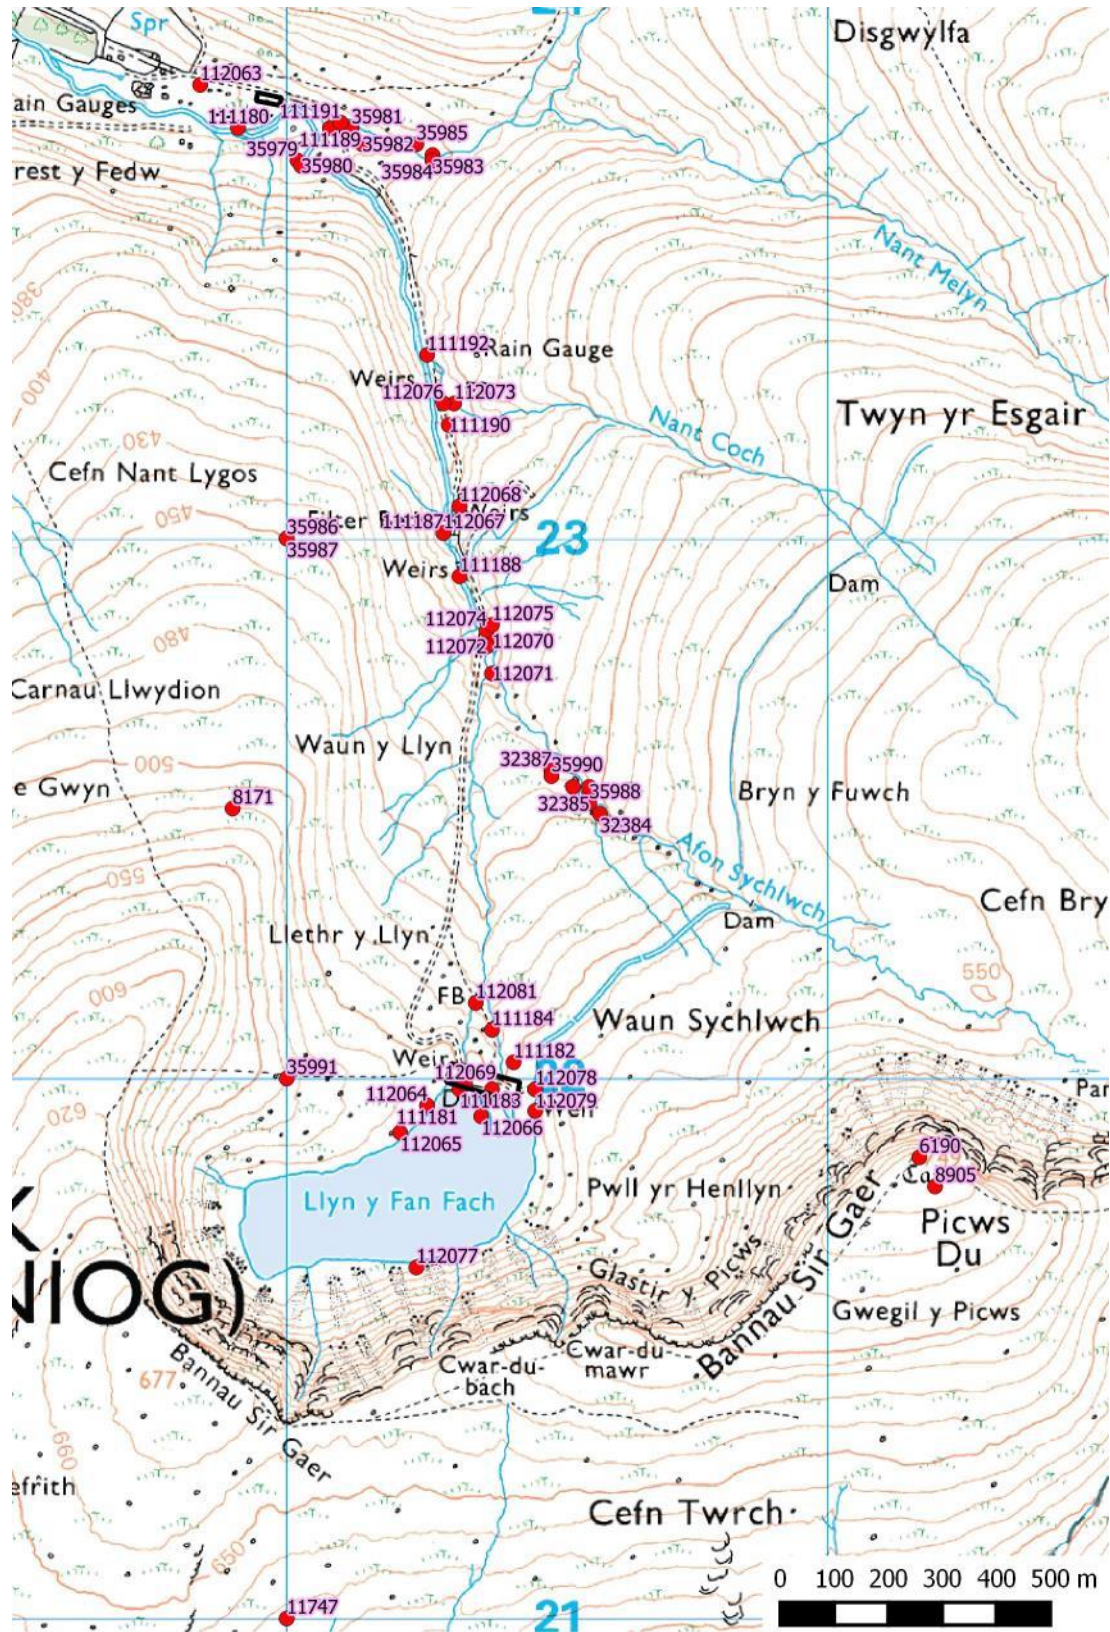 Spr
Disgwylfa
112063
ain Gauges
111180
111191
35981
35979
111189
35982
35985
35980
35984
35983
rest y Fedw
Nant Melyn
380
111192
Rain Gauge
Weirs
112076
112073
400
111190
Nant Coch
Twyn yr Esgair
430
Cefn Nant Lygos
112068
Weirs
450
35986
35987
111187
112067
23
Weirs
111188
Dam
480
112074
112075
112072
112070
112071
Carnau Llwydion
Waun y Llyn
500
32387
35990
e Gwyn
8171
35988
32385
32384
Bryn y Fuwch
Afon Sychlwch
550
Cefn Bry
Dam
Llethr y Llyn
550
600
FB
112081
111184
Waun Sychlwch
Weir
111182
35991
112069
22
112078
112064
111183
112079
Weir
Par
620
111181
112066
112065
6190
8905
Llyn y Fan Fach
Pwll yr Henllyn
Picws
Du
112077
Glastir y Picws
Bannau Sir Gaer
NIOG)
Gwegil y Picws
Cwar-du-
mawr
Cwar-du-
bach
677
Bannau Sir Gaer
660
efrith
Cefn Twrch
650
11747
21
0 100 200 300 400 500 m